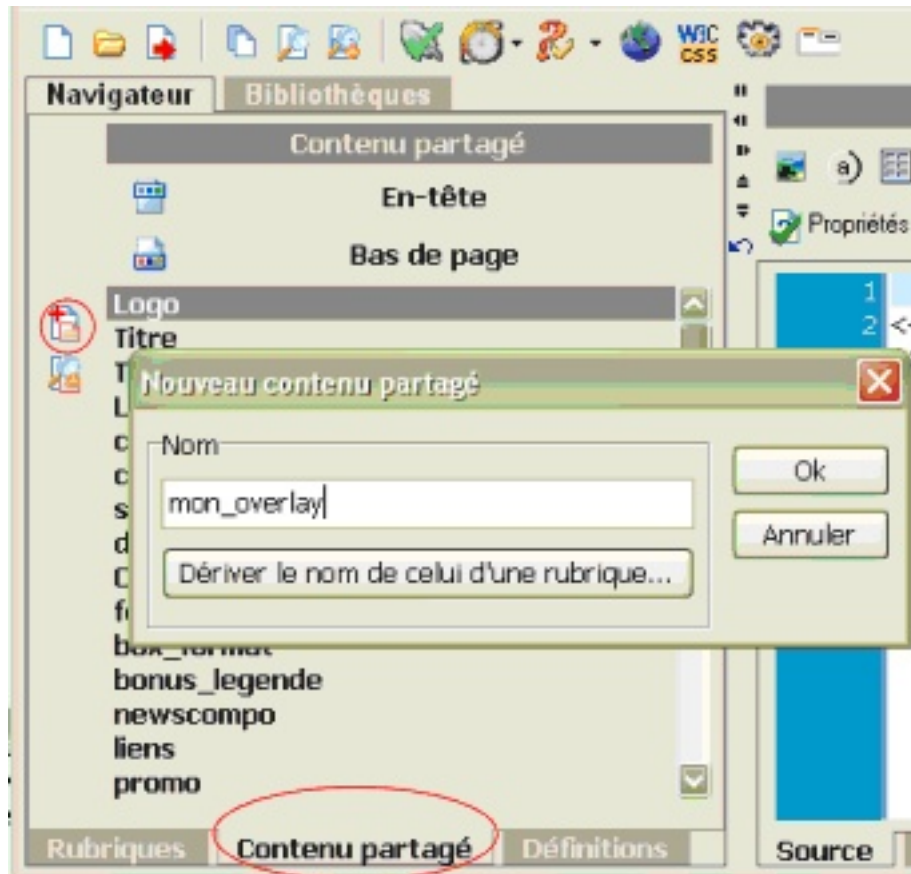 W3C
CSS
Navigateur Bibliothèques
Contenu partagé
En-tête
a)
Bas de page
Propriétés
Logo
1
Titre
2 <
Nouveau contenu partagé
Nom
mon_overlay
Ok
Dériver le nom de celui d'une rubrique...
Annuler
box_format
bonus_legende
newscompo
liens
promo
Rubriques Contenu partagé Définitions
Source